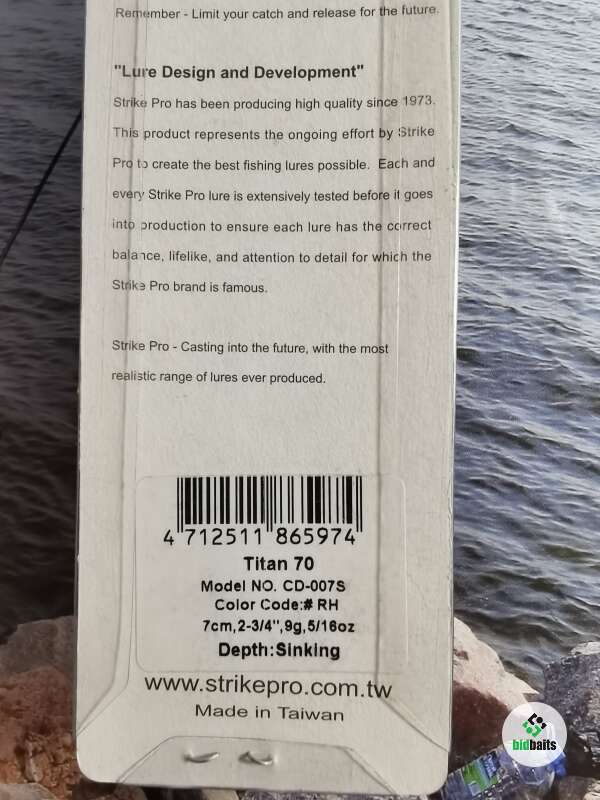 Remember - Limit your catch and release for the future.
"Lure Design and Development"
Strike Pro has been producing high quality since 1973.
This product represents the ongoing effort by Strike
Pro to create the best fishing lures possible. Each and
every Strike Pro lure is extensively tested before it goes
into production to ensure each lure has the correct
balance, lifelike, and attention to detail for which the
Strike Pro brand is famous.
Strike Pro - Casting into the future, with the most
realistic range of lures ever produced.
4 712511 865974
Titan 70
Model NO. CD-007S
Color Code:# RH
7cm,2-3/4",9g,5/16oz
Depth:Sinking
www.strikepro.com.tw
Made in Taiwan
bidbaits